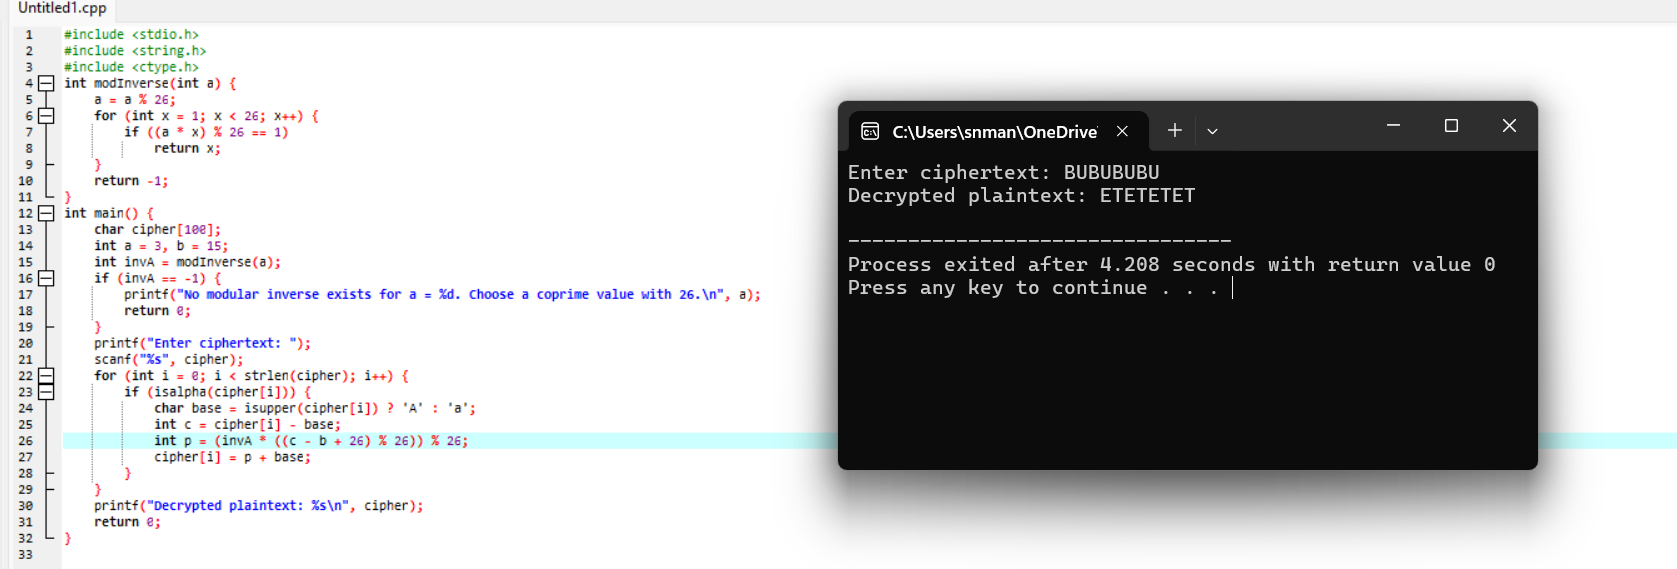 Untitled1.cpp
1 #include <stdio.h>
2 #include <string.h>
3 #include <ctype.h>
4 int modInverse(int a) {
5 a = a % 26;
6 for (int x = 1; x < 26; x++) {
7 if ((a * x) % 26 == 1)
8 return x;
9 }
10 return -1;
11 }
12 int main() {
13 char cipher[100];
14 int a = 3, b = 15;
15 int invA = modInverse(a);
16 if (invA == -1) {
17 printf("No modular inverse exists for a = %d. Choose a coprime value with 26.\n", a);
18 return 0;
19 }
20 printf("Enter ciphertext: ");
21 scanf("%s", cipher);
22 for (int i = 0; i < strlen(cipher); i++) {
23 if (isalpha(cipher[i])) {
24 char base = isupper(cipher[i]) ? 'A' : 'a';
25 int c = cipher[i] - base;
26 int p = (invA * ((c - b + 26) % 26)) % 26;
27 cipher[i] = p + base;
28 }
29 }
30 printf("Decrypted plaintext: %s\n", cipher);
31 return 0;
32 }
33
C:\Users\snman\OneDrive
Enter ciphertext: BUBUBUBU
Decrypted plaintext: ETETETET
--------------------------------
Process exited after 4.208 seconds with return value 0
Press any key to continue . . .